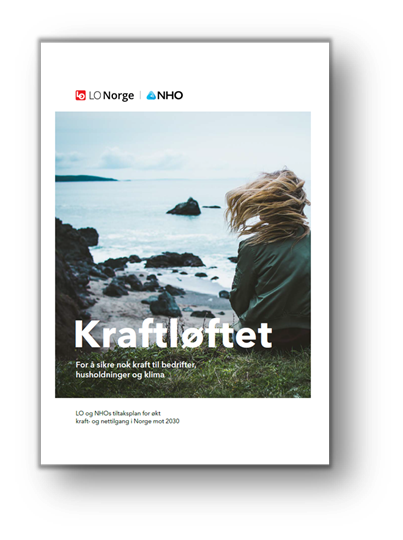 LO Norge | NHO
Kraftløftet
For å sikre nok kraft til bedrifter,
husholdninger og klima
LO og NHOs tiltaksplan for økt
kraft- og nettilgang i Norge mot 2030